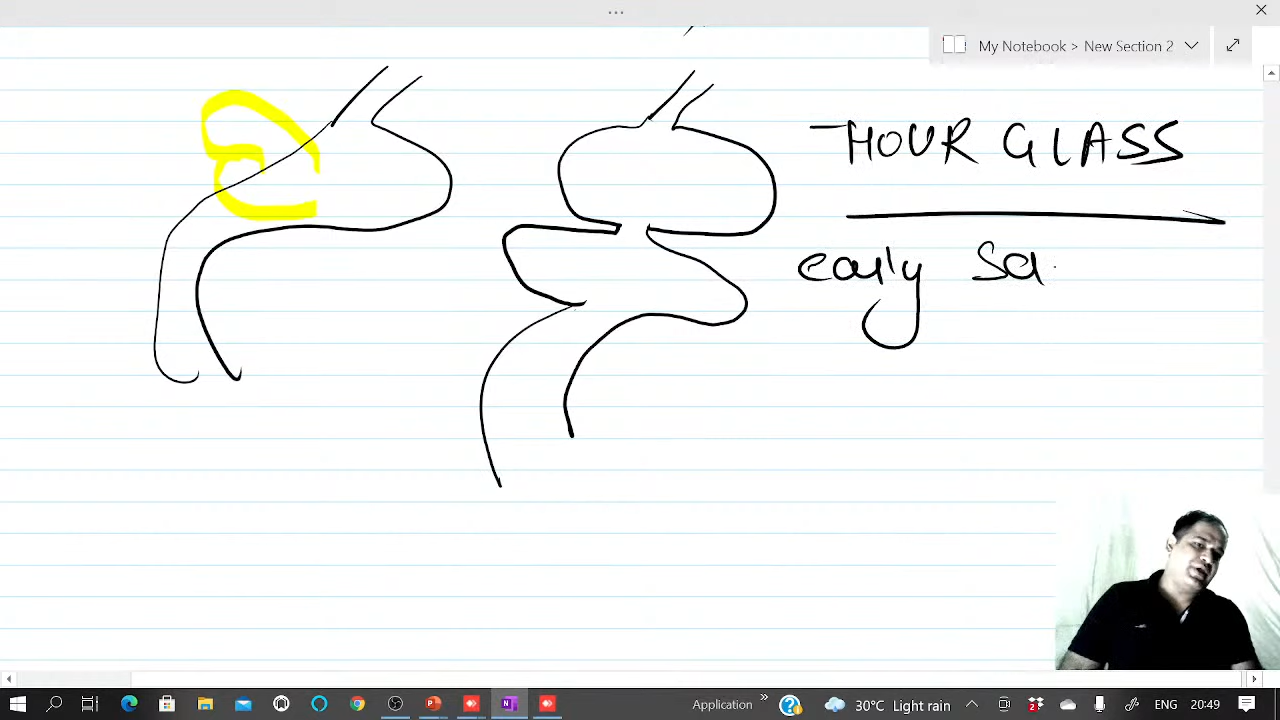 ...
My Notebook > New Section 2
HOUR GLASS
early Sa
Application
»
30°C Light rain
ENG
20:49